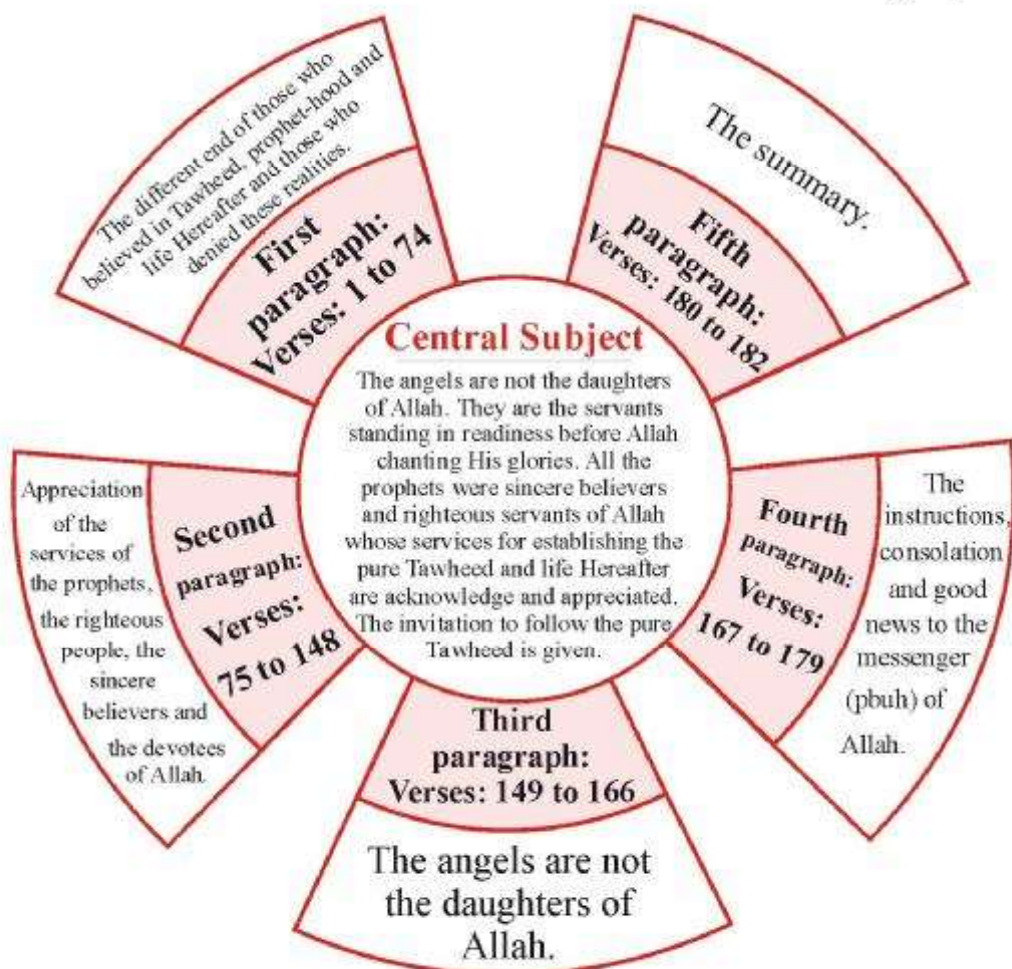 The different end of those who
believed in Tawheed, prophet-hood and
life Hereafter and those who
denied these realities.
First
paragraph:
Verses: 1 to 74
The summary.
Fifth
paragraph:
Verses: 180 to 182
Central Subject
The angels are not the daughters
of Allah. They are the servants
standing in readiness before Allah
chanting His glories. All the
prophets were sincere believers
and righteous servants of Allah
whose services for establishing the
pure Tawheed and life Hereafter
are acknowledge and appreciated.
The invitation to follow the pure
Tawheed is given.
Appreciation
of the
services of
the prophets,
the righteous
people, the
sincere
believers and
the devotees
of Allah.
Second
paragraph:
Verses:
75 to 148
Fourth
paragraph:
Verses:
167 to 179
The
instructions,
consolation
and good
news to the
messenger
(pbuh) of
Allah.
Third
paragraph:
Verses: 149 to 166
The angels are not
the daughters of
Allah.